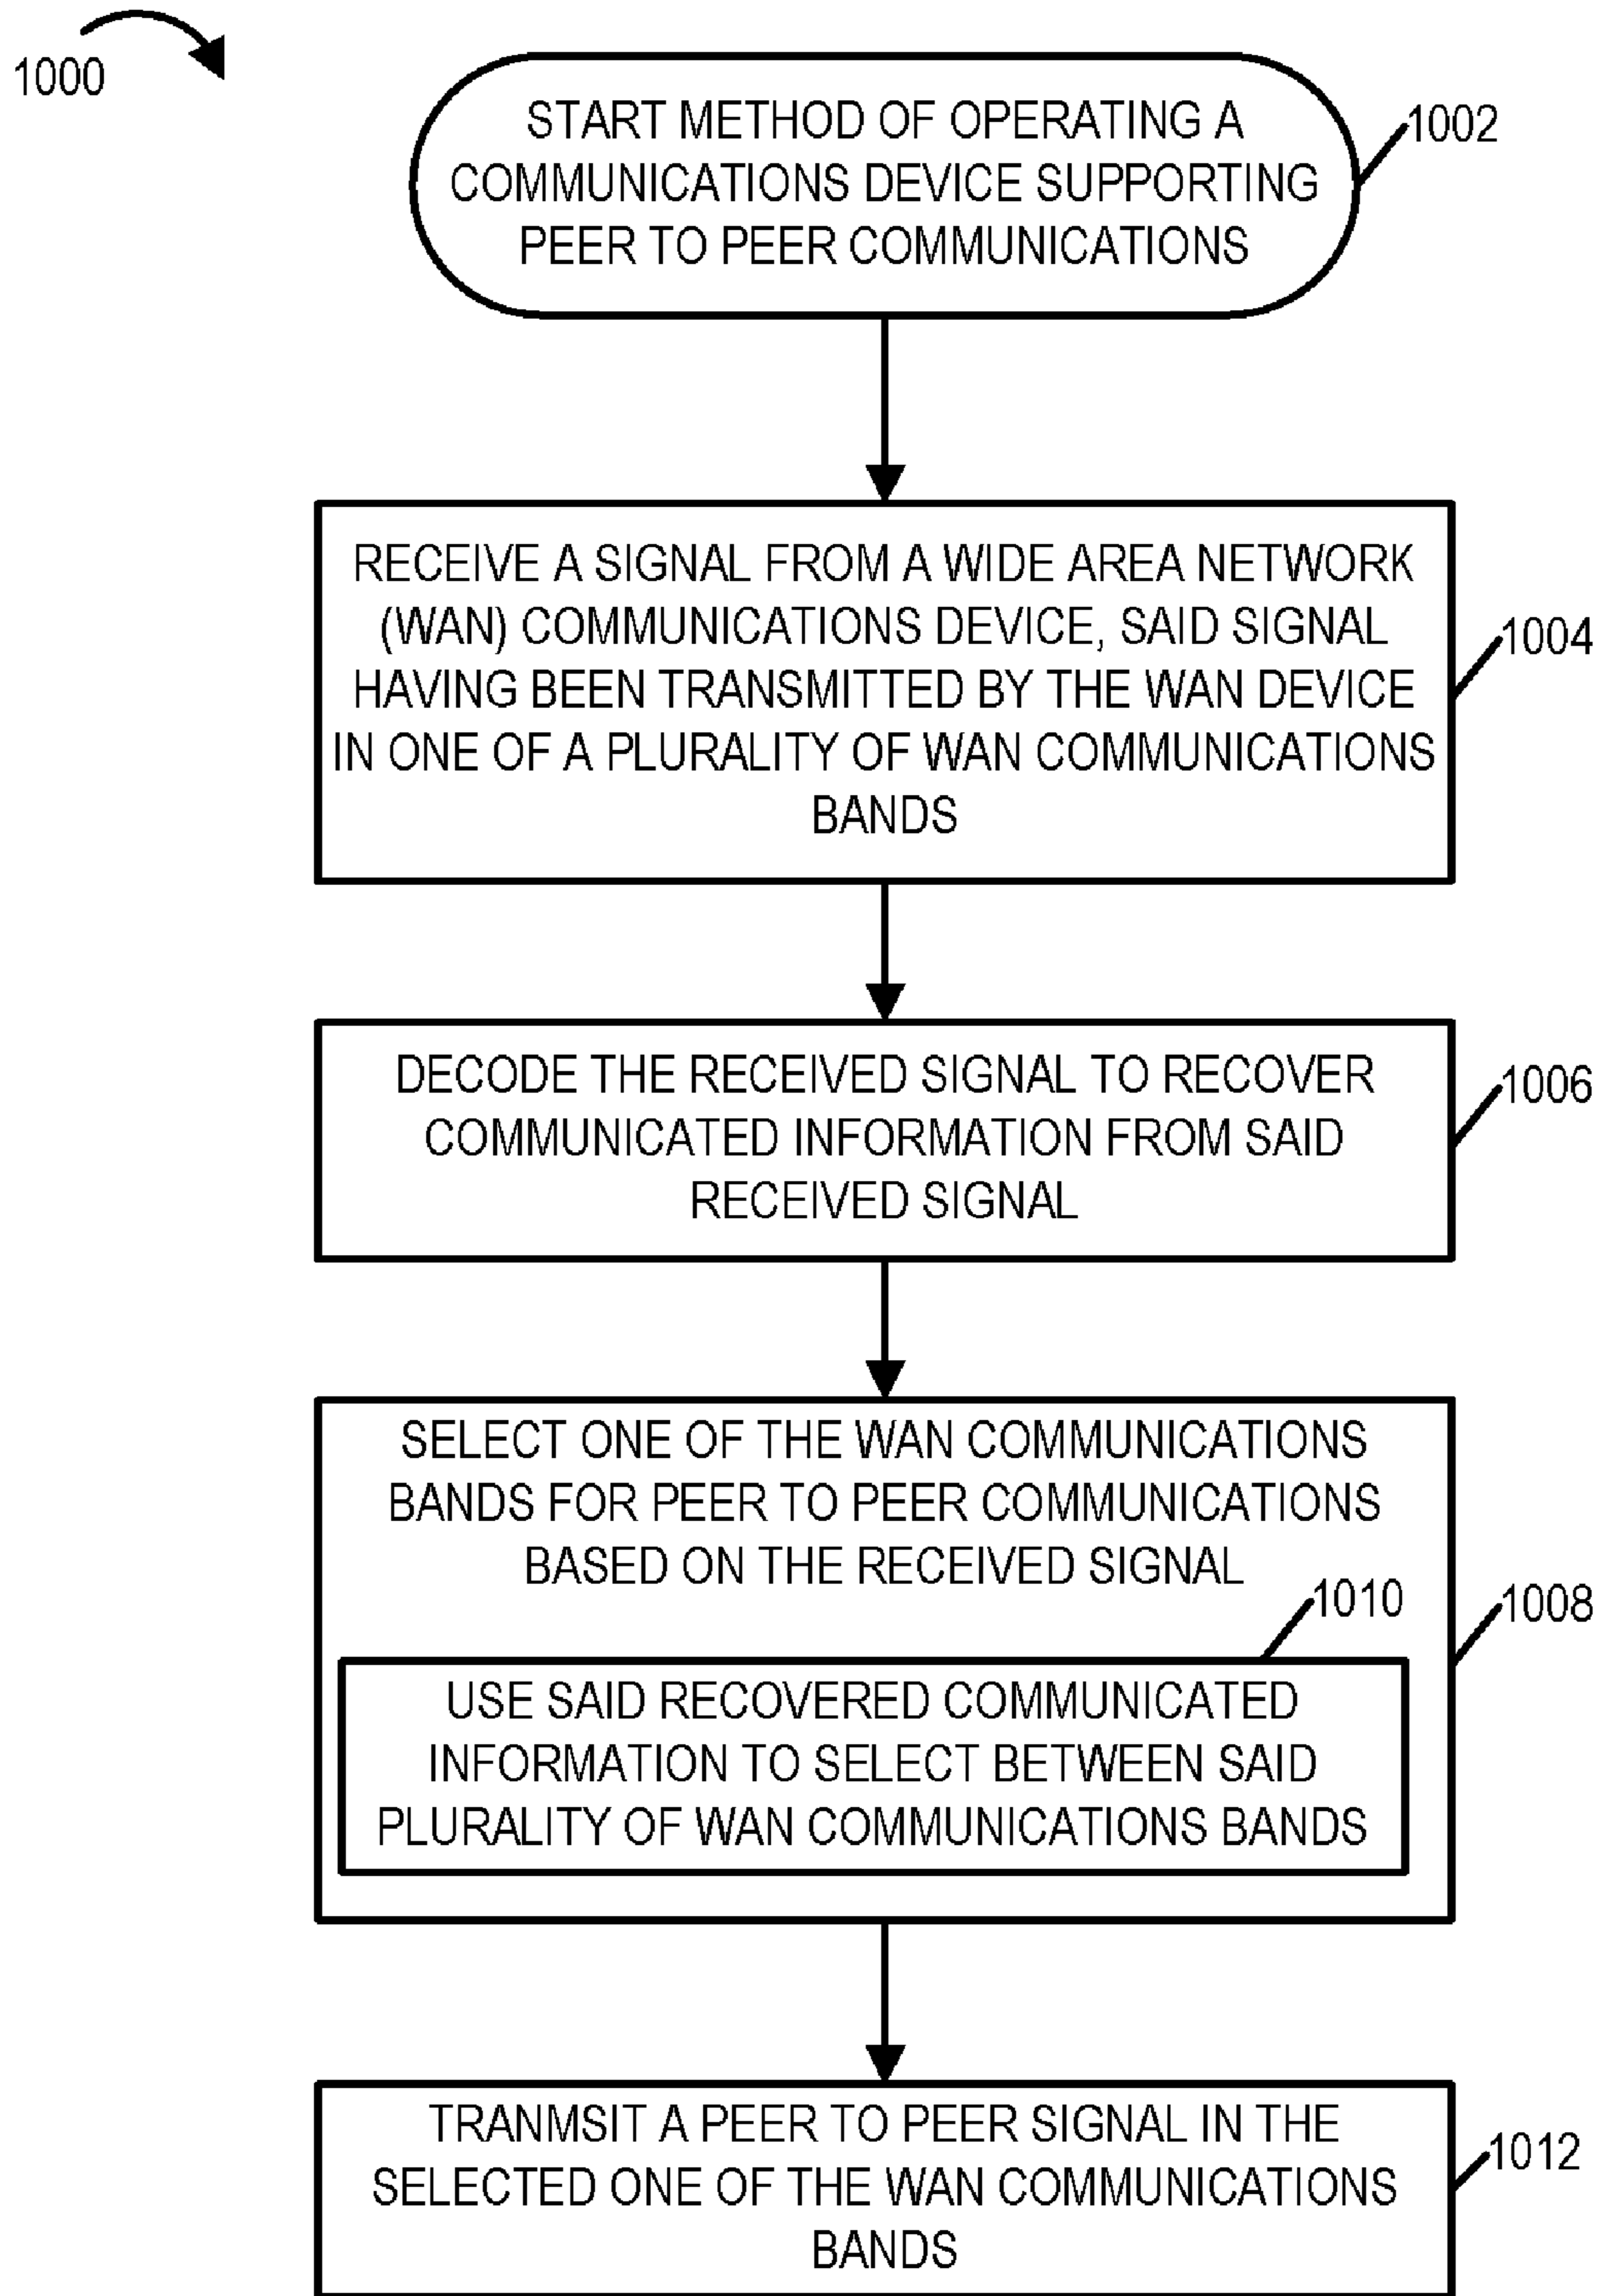 1000
START METHOD OF OPERATING A
COMMUNICATIONS DEVICE SUPPORTING
PEER TO PEER COMMUNICATIONS
1002
RECEIVE A SIGNAL FROM A WIDE AREA NETWORK
(WAN) COMMUNICATIONS DEVICE, SAID SIGNAL
HAVING BEEN TRANSMITTED BY THE WAN DEVICE
IN ONE OF A PLURALITY OF WAN COMMUNICATIONS
BANDS
1004
DECODE THE RECEIVED SIGNAL TO RECOVER
COMMUNICATED INFORMATION FROM SAID
RECEIVED SIGNAL
1006
SELECT ONE OF THE WAN COMMUNICATIONS
BANDS FOR PEER TO PEER COMMUNICATIONS
BASED ON THE RECEIVED SIGNAL
1008
1010
USE SAID RECOVERED COMMUNICATED
INFORMATION TO SELECT BETWEEN SAID
PLURALITY OF WAN COMMUNICATIONS BANDS
TRANMSIT A PEER TO PEER SIGNAL IN THE
SELECTED ONE OF THE WAN COMMUNICATIONS
BANDS
1012